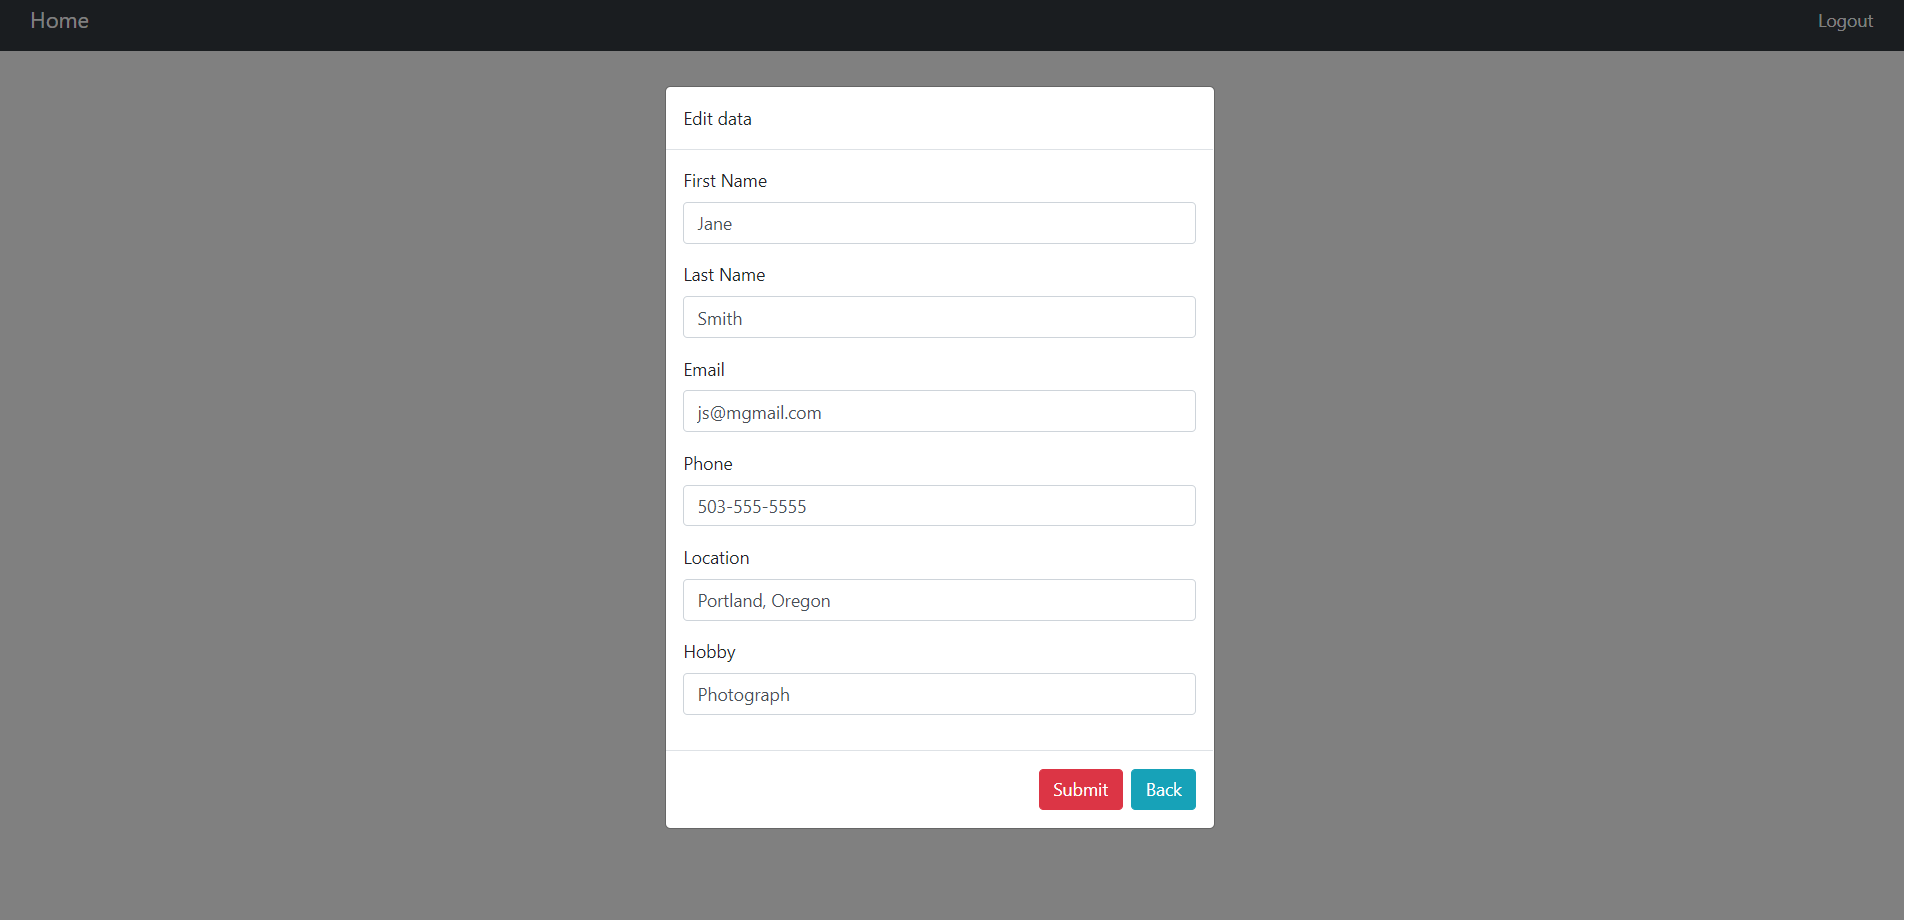 Home Logout
Edit data
First Name
Jane
Last Name
Smith
Email
js@mgmail.com
Phone
503-555-5555
Location
Portland, Oregon
Hobby
Photograph
Submit Back